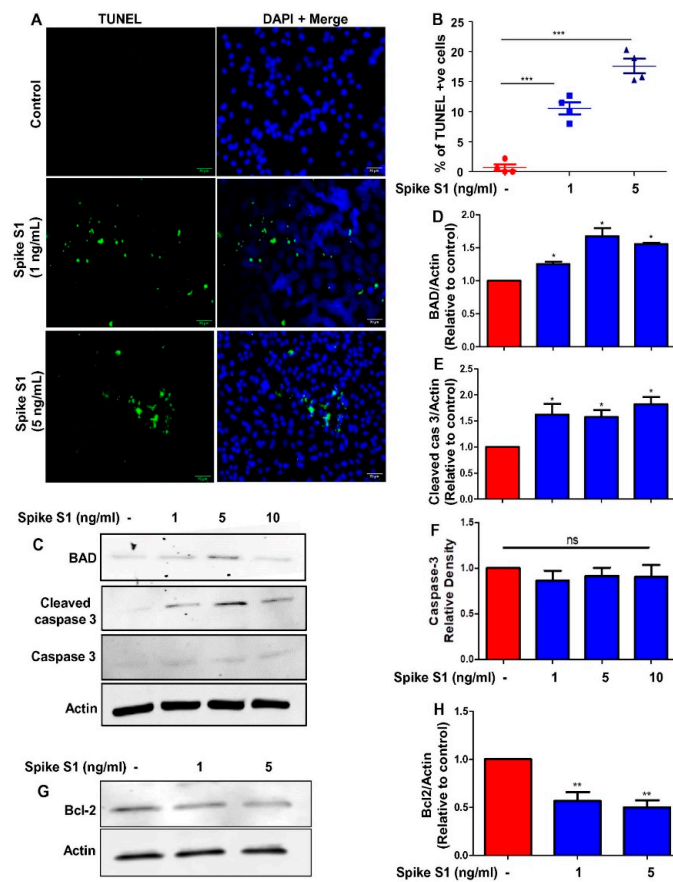 A
TUNEL
DAPI + Merge
Control
Spike S1
(1 ng/mL)
Spike S1
(5 ng/mL)
B
% of TUNEL +ve cells
25
20
15
10
5
0
***
***
Spike S1 (ng/ml) - 1 5
Spike S1 (ng/ml) - 1 5 10
C
BAD
Cleaved
caspase 3
Caspase 3
Actin
D
BAD/Actin
(Relative to control)
2.0
1.5
1.0
0.5
0.0
* * *
E
Cleaved cas 3/Actin
(Relative to control)
2.5
2.0
1.5
1.0
0.5
0.0
* * *
F
Caspase-3
Relative Density
1.5
1.0
0.5
0.0
ns
Spike S1 (ng/ml) - 1 5 10
Spike S1 (ng/ml) - 1 5
G
Bcl-2
Actin
H
Bcl2/Actin
(Relative to control)
1.5
1.0
0.5
0.0
** **
Spike S1 (ng/ml) - 1 5